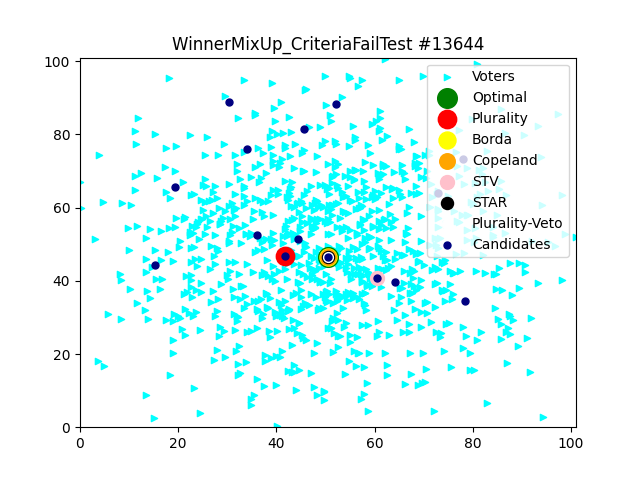 WinnerMixUp_CriteriaFailTest #13644
100
80
60
40
20
0
0
20
40
60
80
100
Voters
Optimal
Plurality
Borda
Copeland
STV
STAR
Plurality-Veto
Candidates